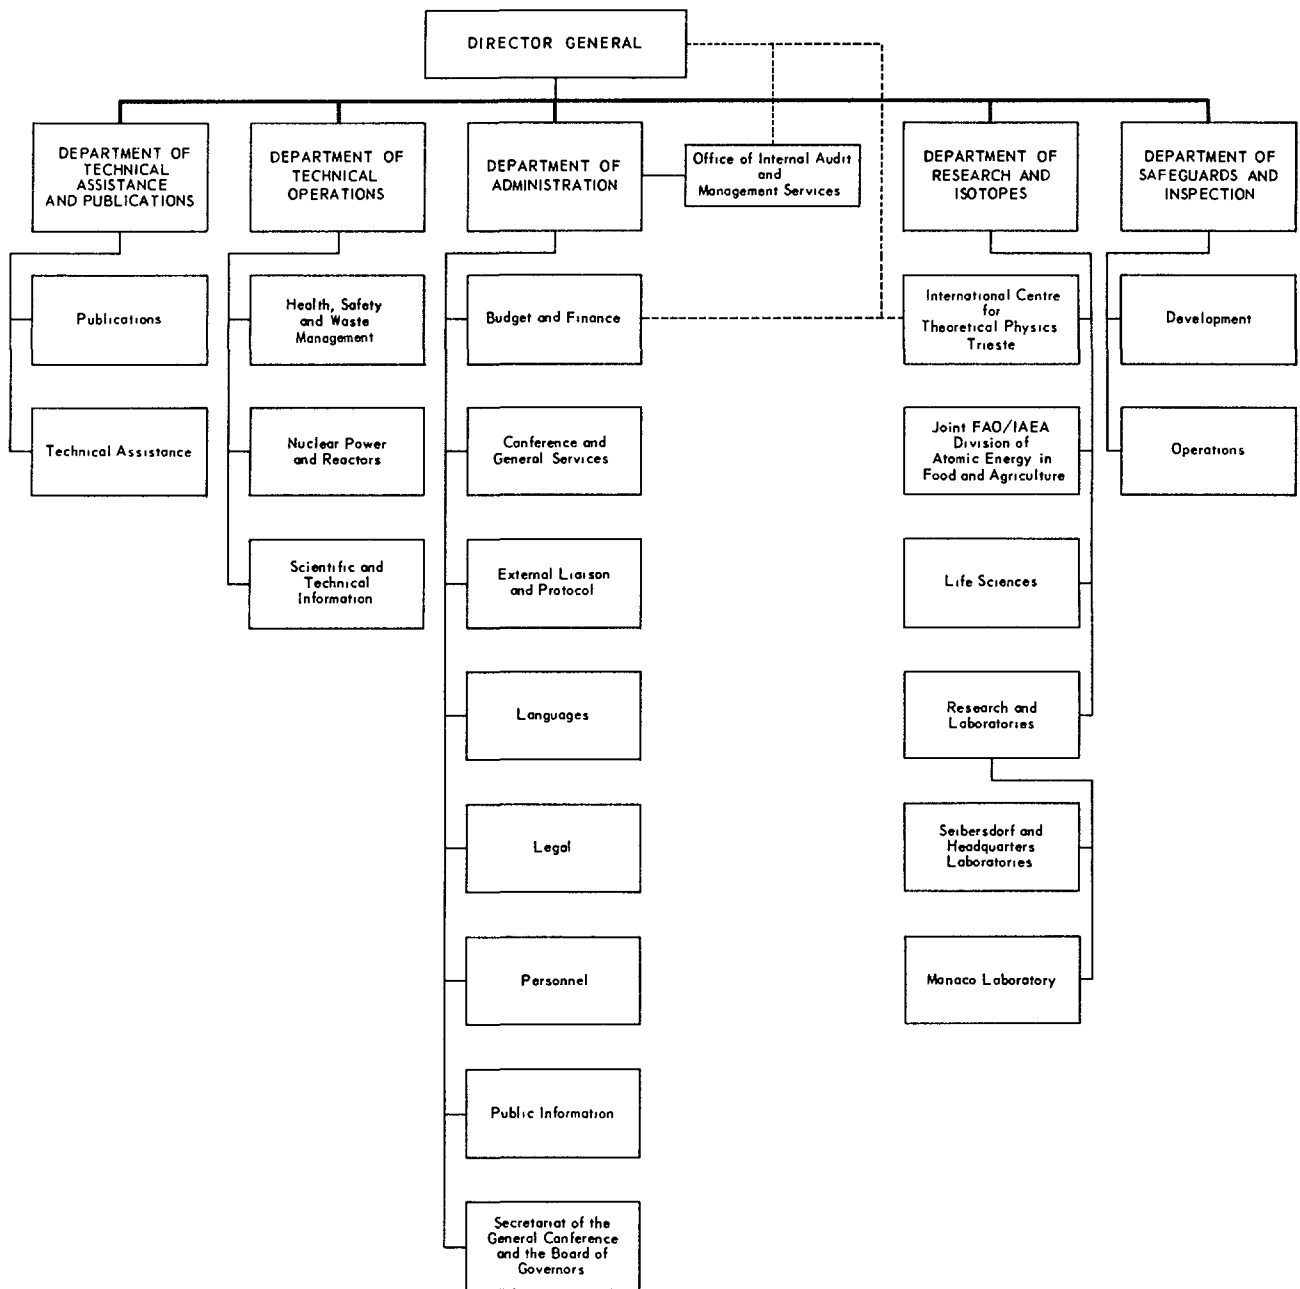 DIRECTOR GENERAL
DEPARTMENT OF
TECHNICAL
ASSISTANCE
AND PUBLICATIONS
DEPARTMENT OF
TECHNICAL
OPERATIONS
DEPARTMENT OF
ADMINISTRATION
Office of Internal Audit
and
Management Services
DEPARTMENT OF
RESEARCH AND
ISOTOPES
DEPARTMENT OF
SAFEGUARDS AND
INSPECTION
Publications
Health, Safety
and Waste
Management
Budget and Finance
International Centre
for
Theoretical Physics
Trieste
Development
Technical Assistance
Nuclear Power
and Reactors
Conference and
General Services
Joint FAO/IAEA
Division of
Atomic Energy in
Food and Agriculture
Operations
Scientific and
Technical
Information
External Liaison
and Protocol
Life Sciences
Languages
Research and
Laboratories
Legal
Seibersdorf and
Headquarters
Laboratories
Personnel
Monaco Laboratory
Public Information
Secretariat of the
General Conference
and the Board of
Governors